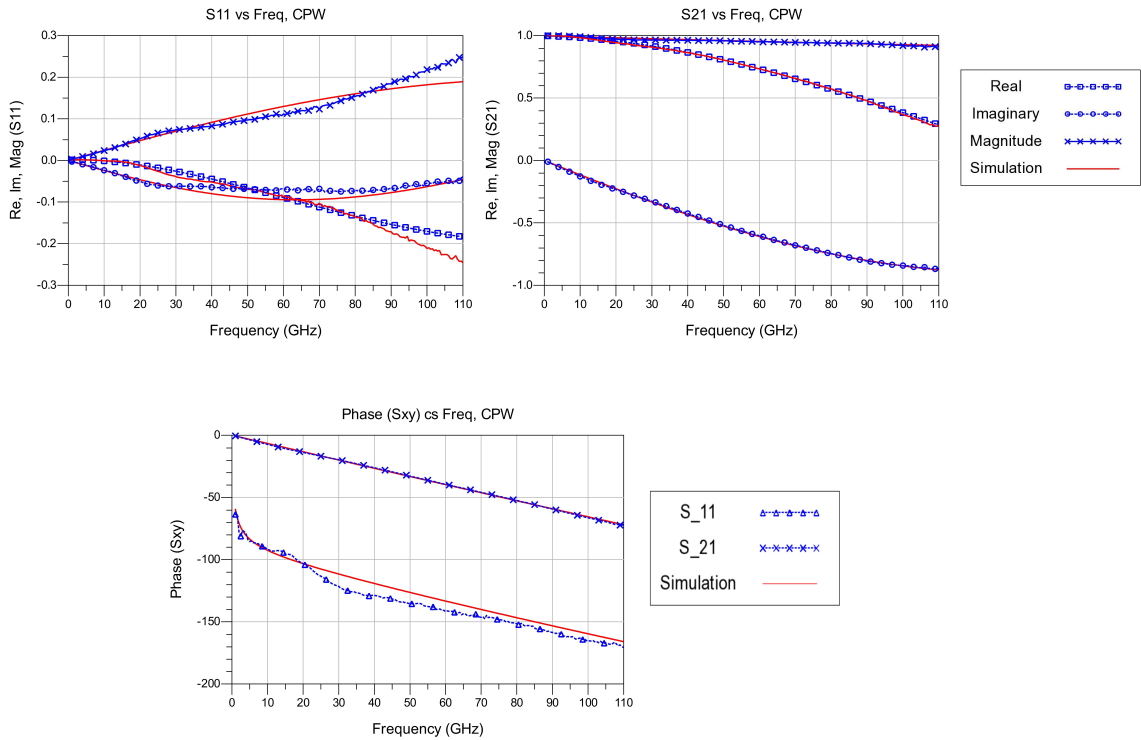 S11 vs Freq, CPW
Re, Im, Mag (S11)
0.3
0.2
0.1
0.0
-0.1
-0.2
-0.3
0 10 20 30 40 50 60 70 80 90 100 110
Frequency (GHz)
S21 vs Freq, CPW
Re, Im, Mag (S21)
1.0
0.5
0.0
-0.5
-1.0
0 10 20 30 40 50 60 70 80 90 100 110
Frequency (GHz)
Real
Imaginary
Magnitude
Simulation
Phase (Sxy) cs Freq, CPW
Phase (Sxy)
0
-50
-100
-150
-200
0 10 20 30 40 50 60 70 80 90 100 110
Frequency (GHz)
S_11
S_21
Simulation